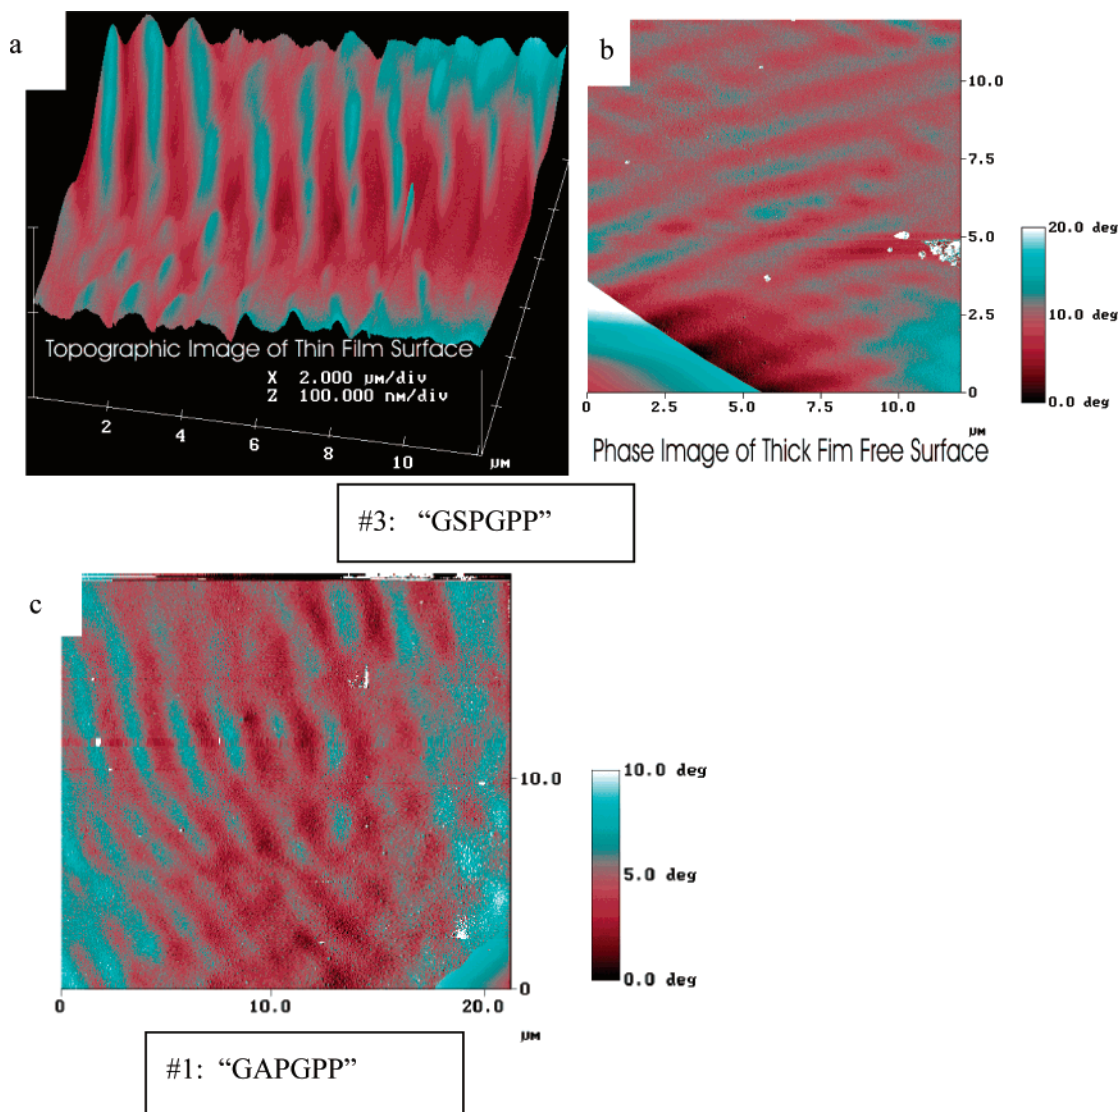 a
Topographic Image of Thin Film Surface
X 2.000 µM/div
Z 100.000 nM/div
2
4
6
8
10
µM
b
10.0
7.5
5.0
2.5
0
0
2.5
5.0
7.5
10.0
µM
20.0 deg
10.0 deg
0.0 deg
Phase Image of Thick Fim Free Surface
#3: “GSPGPP”
c
10.0
0
0
10.0
20.0
µM
10.0 deg
5.0 deg
0.0 deg
#1: “GAPGPP”